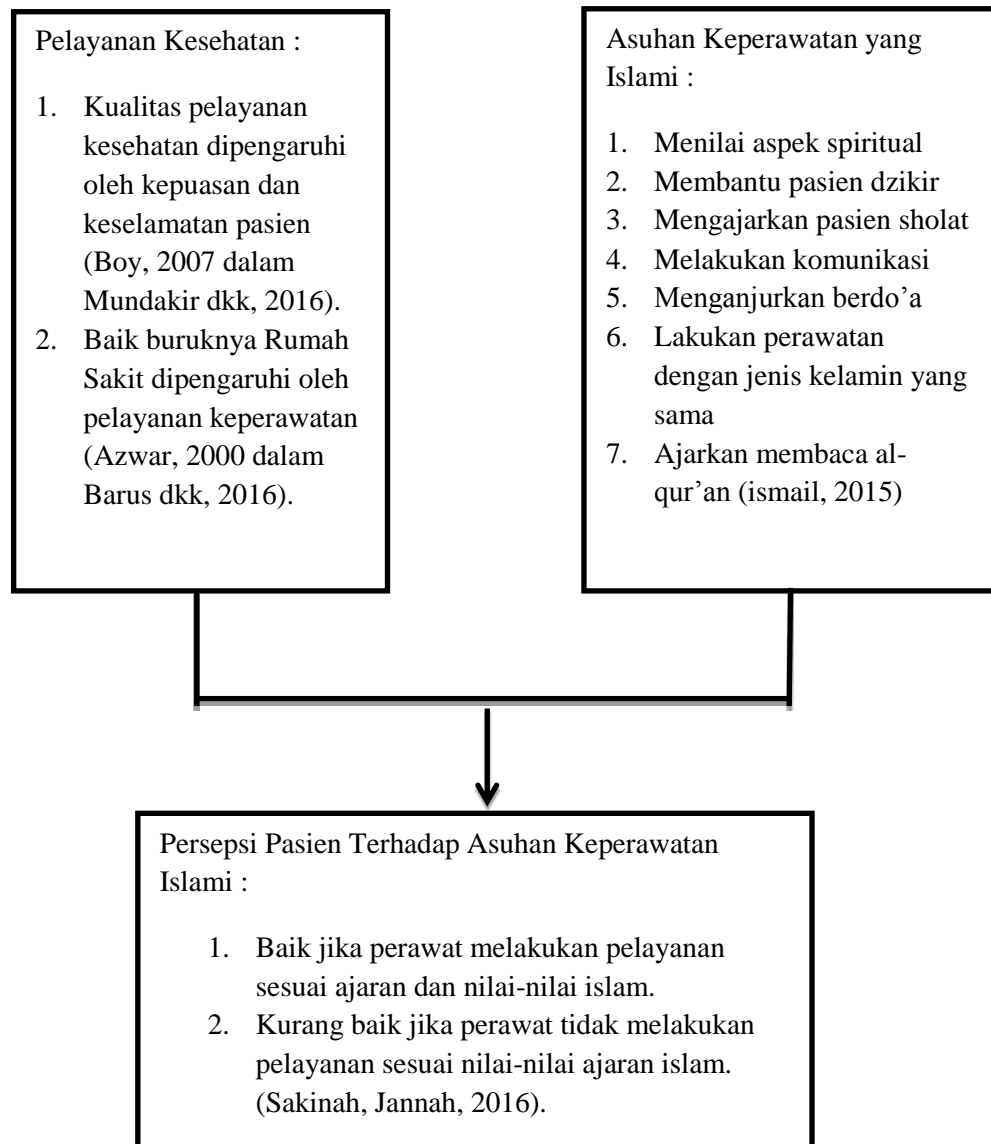 Pelayanan Kesehatan :
1. Kualitas pelayanan
kesehatan dipengaruhi
oleh kepuasan dan
keselamatan pasien
(Boy, 2007 dalam
Mundakir dkk, 2016).
2. Baik buruknya Rumah
Sakit dipengaruhi oleh
pelayanan keperawatan
(Azwar, 2000 dalam
Barus dkk, 2016).
Asuhan Keperawatan yang
Islami :
1. Menilai aspek spiritual
2. Membantu pasien dzikir
3. Mengajarkan pasien sholat
4. Melakukan komunikasi
5. Menganjurkan berdo’a
6. Lakukan perawatan
dengan jenis kelamin yang
sama
7. Ajarkan membaca al-
qur’an (ismail, 2015)
Persepsi Pasien Terhadap Asuhan Keperawatan
Islami :
1. Baik jika perawat melakukan pelayanan
sesuai ajaran dan nilai-nilai islam.
2. Kurang baik jika perawat tidak melakukan
pelayanan sesuai nilai-nilai ajaran islam.
(Sakinah, Jannah, 2016).